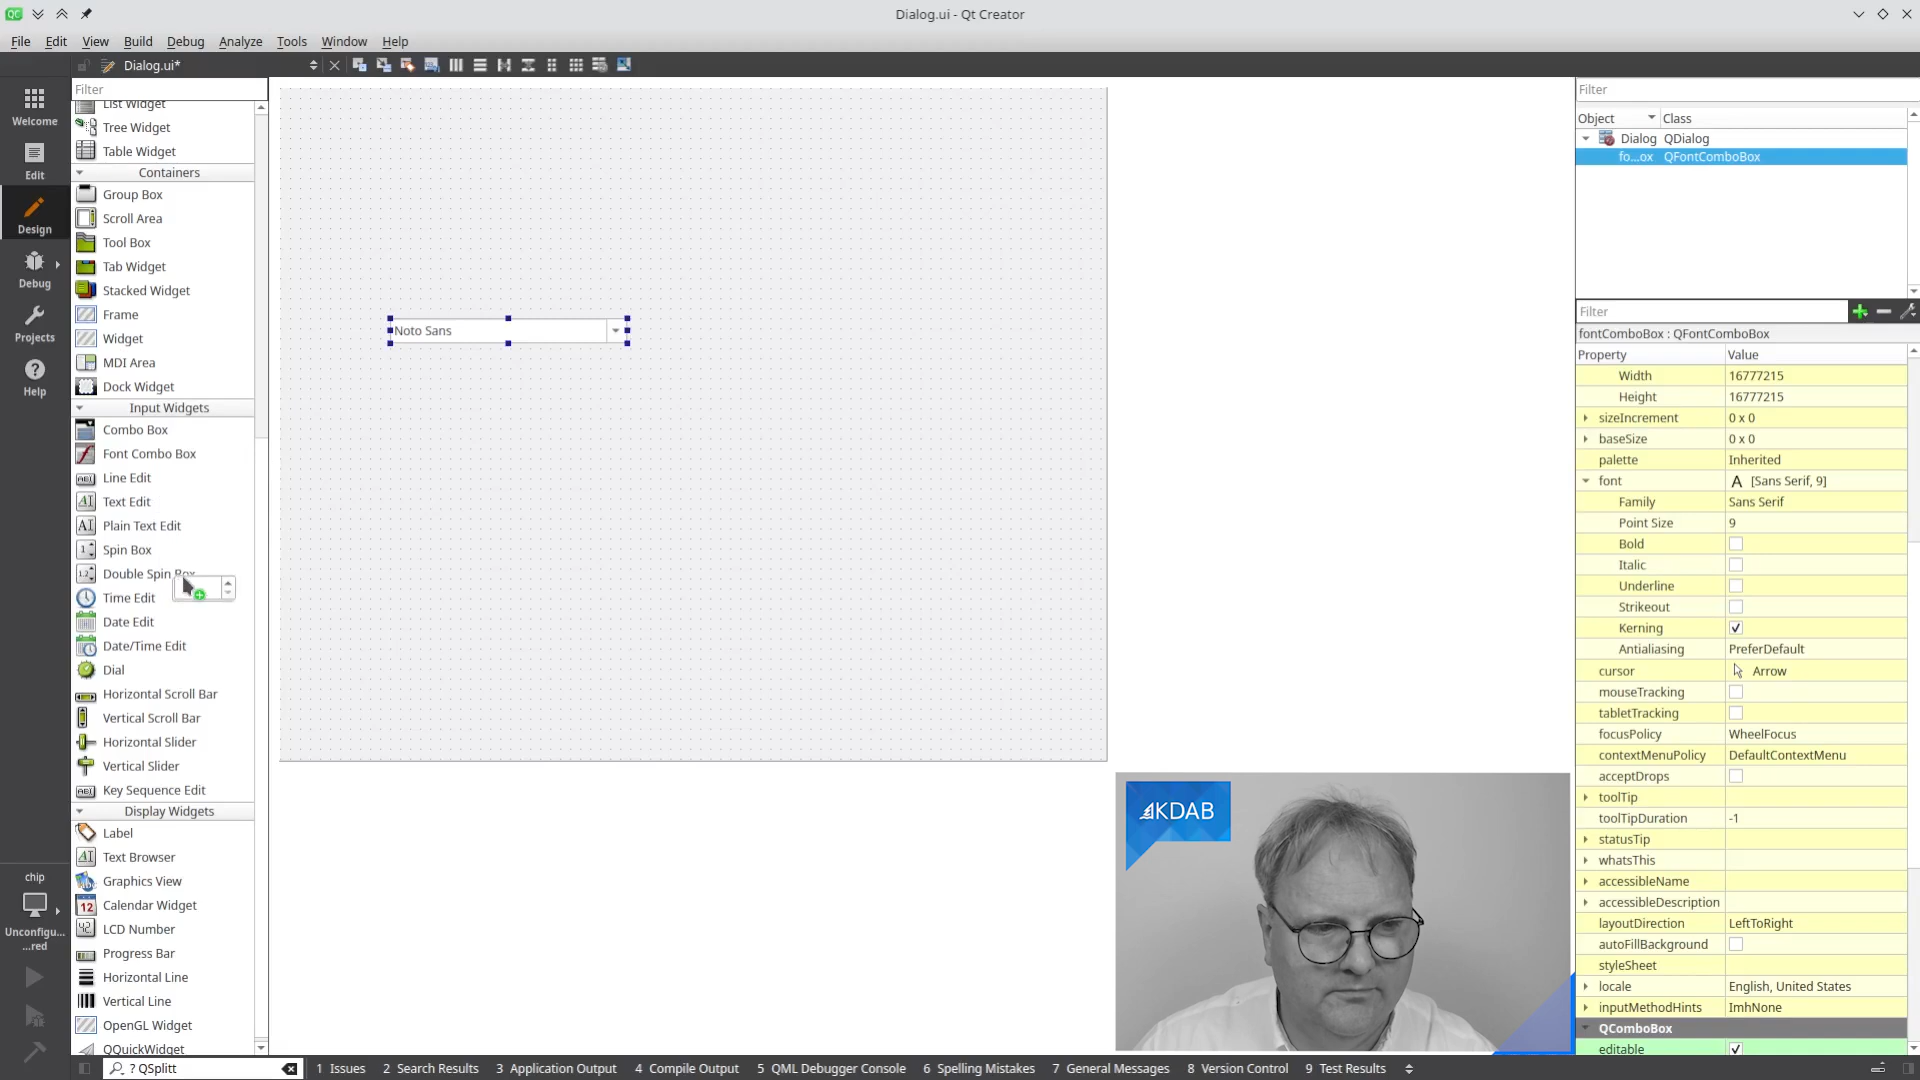 Dialog.ui - Qt Creator
File Edit View Build Debug Analyze Tools Window Help
Dialog.ui*
Welcome
Edit
Design
Debug
Projects
Help
chip
Unconfigu...
...red
Filter
List Widget
Tree Widget
Table Widget
Containers
Group Box
Scroll Area
Tool Box
Tab Widget
Stacked Widget
Frame
Widget
MDI Area
Dock Widget
Input Widgets
Combo Box
Font Combo Box
Line Edit
Text Edit
Plain Text Edit
Spin Box
Double Spin Box
Time Edit
Date Edit
Date/Time Edit
Dial
Horizontal Scroll Bar
Vertical Scroll Bar
Horizontal Slider
Vertical Slider
Key Sequence Edit
Display Widgets
Label
Text Browser
Graphics View
Calendar Widget
LCD Number
Progress Bar
Horizontal Line
Vertical Line
OpenGL Widget
QQuickWidget
Noto Sans
KDAB
Filter
Object Class
Dialog QDialog
fo...ox QFontComboBox
Filter
fontComboBox : QFontComboBox
Property Value
Width 16777215
Height 16777215
sizeIncrement 0 x 0
baseSize 0 x 0
palette Inherited
font A [Sans Serif, 9]
Family Sans Serif
Point Size 9
Bold
Italic
Underline
Strikeout
Kerning
Antialiasing PreferDefault
cursor Arrow
mouseTracking
tabletTracking
focusPolicy WheelFocus
contextMenuPolicy DefaultContextMenu
acceptDrops
toolTip
toolTipDuration -1
statusTip
whatsThis
accessibleName
accessibleDescription
layoutDirection LeftToRight
autoFillBackground
styleSheet
locale English, United States
inputMethodHints ImhNone
QComboBox
editable
? QSplitt
1 Issues 2 Search Results 3 Application Output 4 Compile Output 5 QML Debugger Console 6 Spelling Mistakes 7 General Messages 8 Version Control 9 Test Results